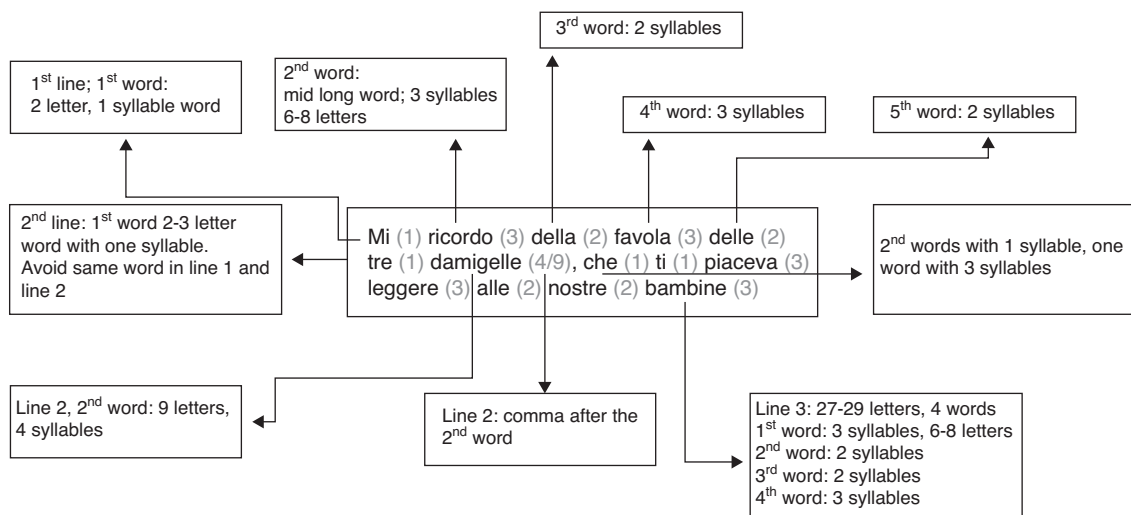 3rd word: 2 syllables
1st line; 1st word:
2 letter, 1 syllable word
2nd word:
mid long word; 3 syllables
6-8 letters
4th word: 3 syllables
5th word: 2 syllables
2nd line: 1st word 2-3 letter
word with one syllable.
Avoid same word in line 1 and
line 2
Mi (1) ricordo (3) della (2) favola (3) delle (2)
tre (1) damigelle (4/9), che (1) ti (1) piaceva (3)
leggere (3) alle (2) nostre (2) bambine (3)
2nd words with 1 syllable, one
word with 3 syllables
Line 2, 2nd word: 9 letters,
4 syllables
Line 2: comma after the
2nd word
Line 3: 27-29 letters, 4 words
1st word: 3 syllables, 6-8 letters
2nd word: 2 syllables
3rd word: 2 syllables
4th word: 3 syllables